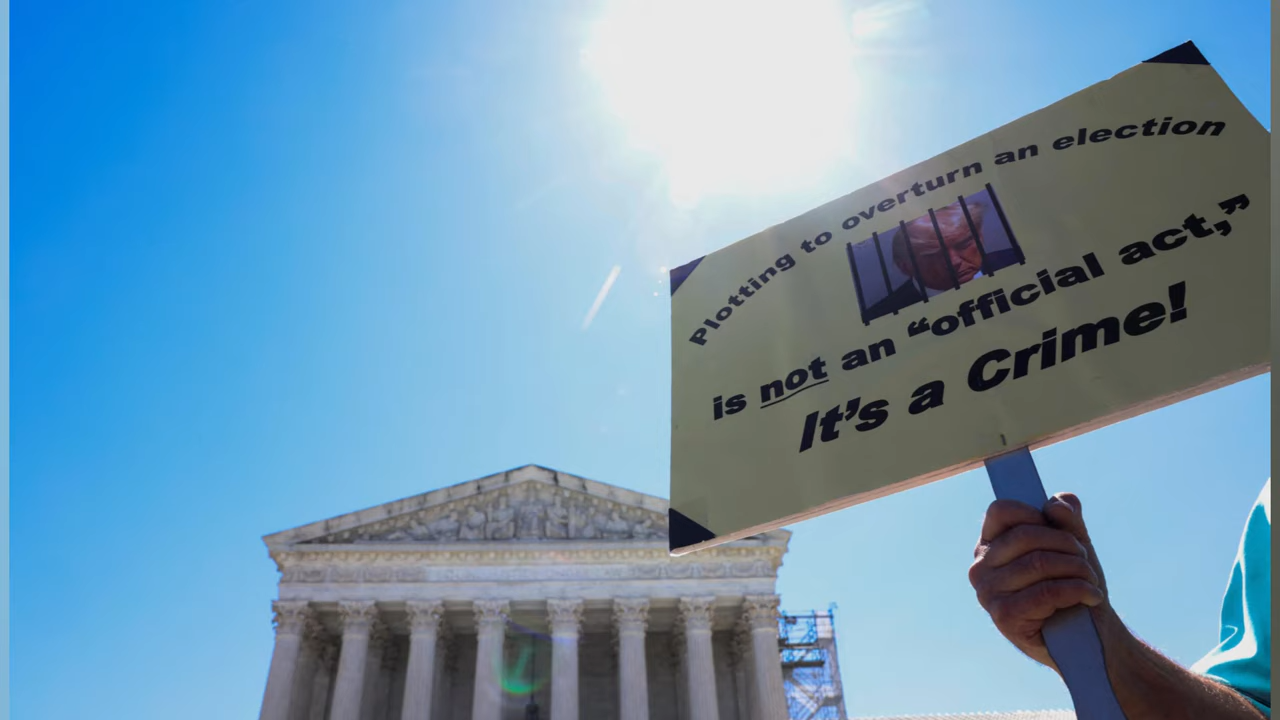 Plotting to overturn an election
is not an “official act,”
It’s a Crime!